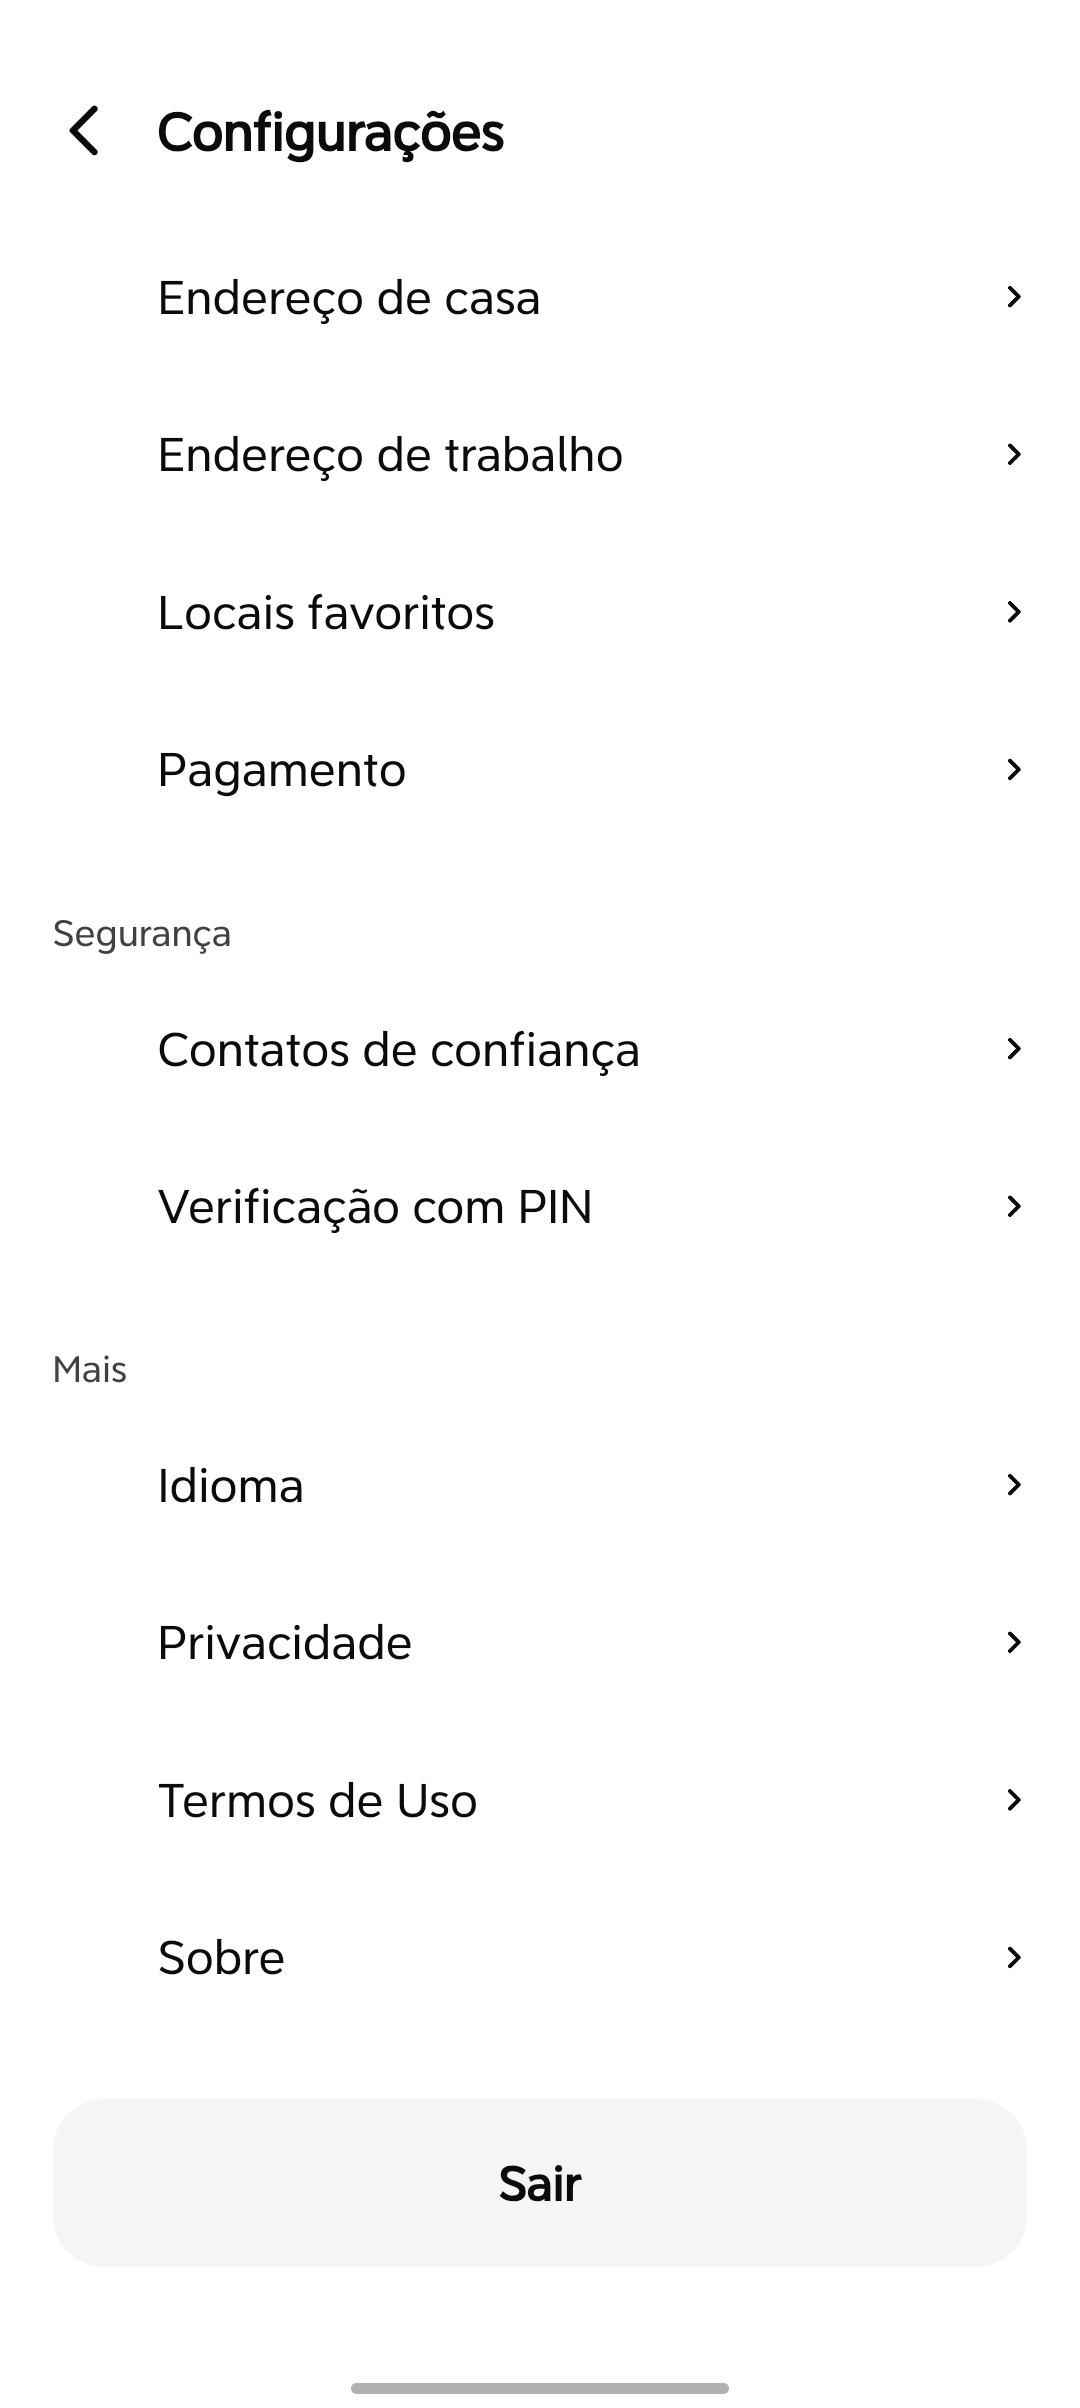 Configurações
Endereço de casa
Endereço de trabalho
Locais favoritos
Pagamento
Segurança
Contatos de confiança
Verificação com PIN
Mais
Idioma
Privacidade
Termos de Uso
Sobre
Sair